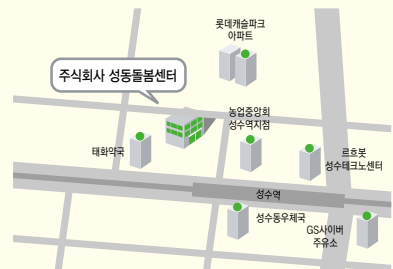 롯데캐슬파크
아파트
주식회사 성동돌봄센터
농업중앙회
성수역지점
태화약국
르호봇
성수테크노센터
성수역
성수동우체국
GS사이버
주유소